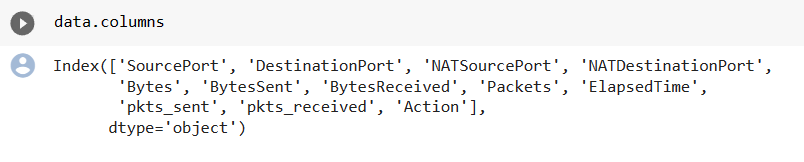 data.columns
Index(['SourcePort', 'DestinationPort', 'NATSourcePort', 'NATDestinationPort',
'Bytes', 'BytesSent', 'BytesReceived', 'Packets', 'ElapsedTime',
'pkts_sent', 'pkts_received', 'Action'],
dtype='object')